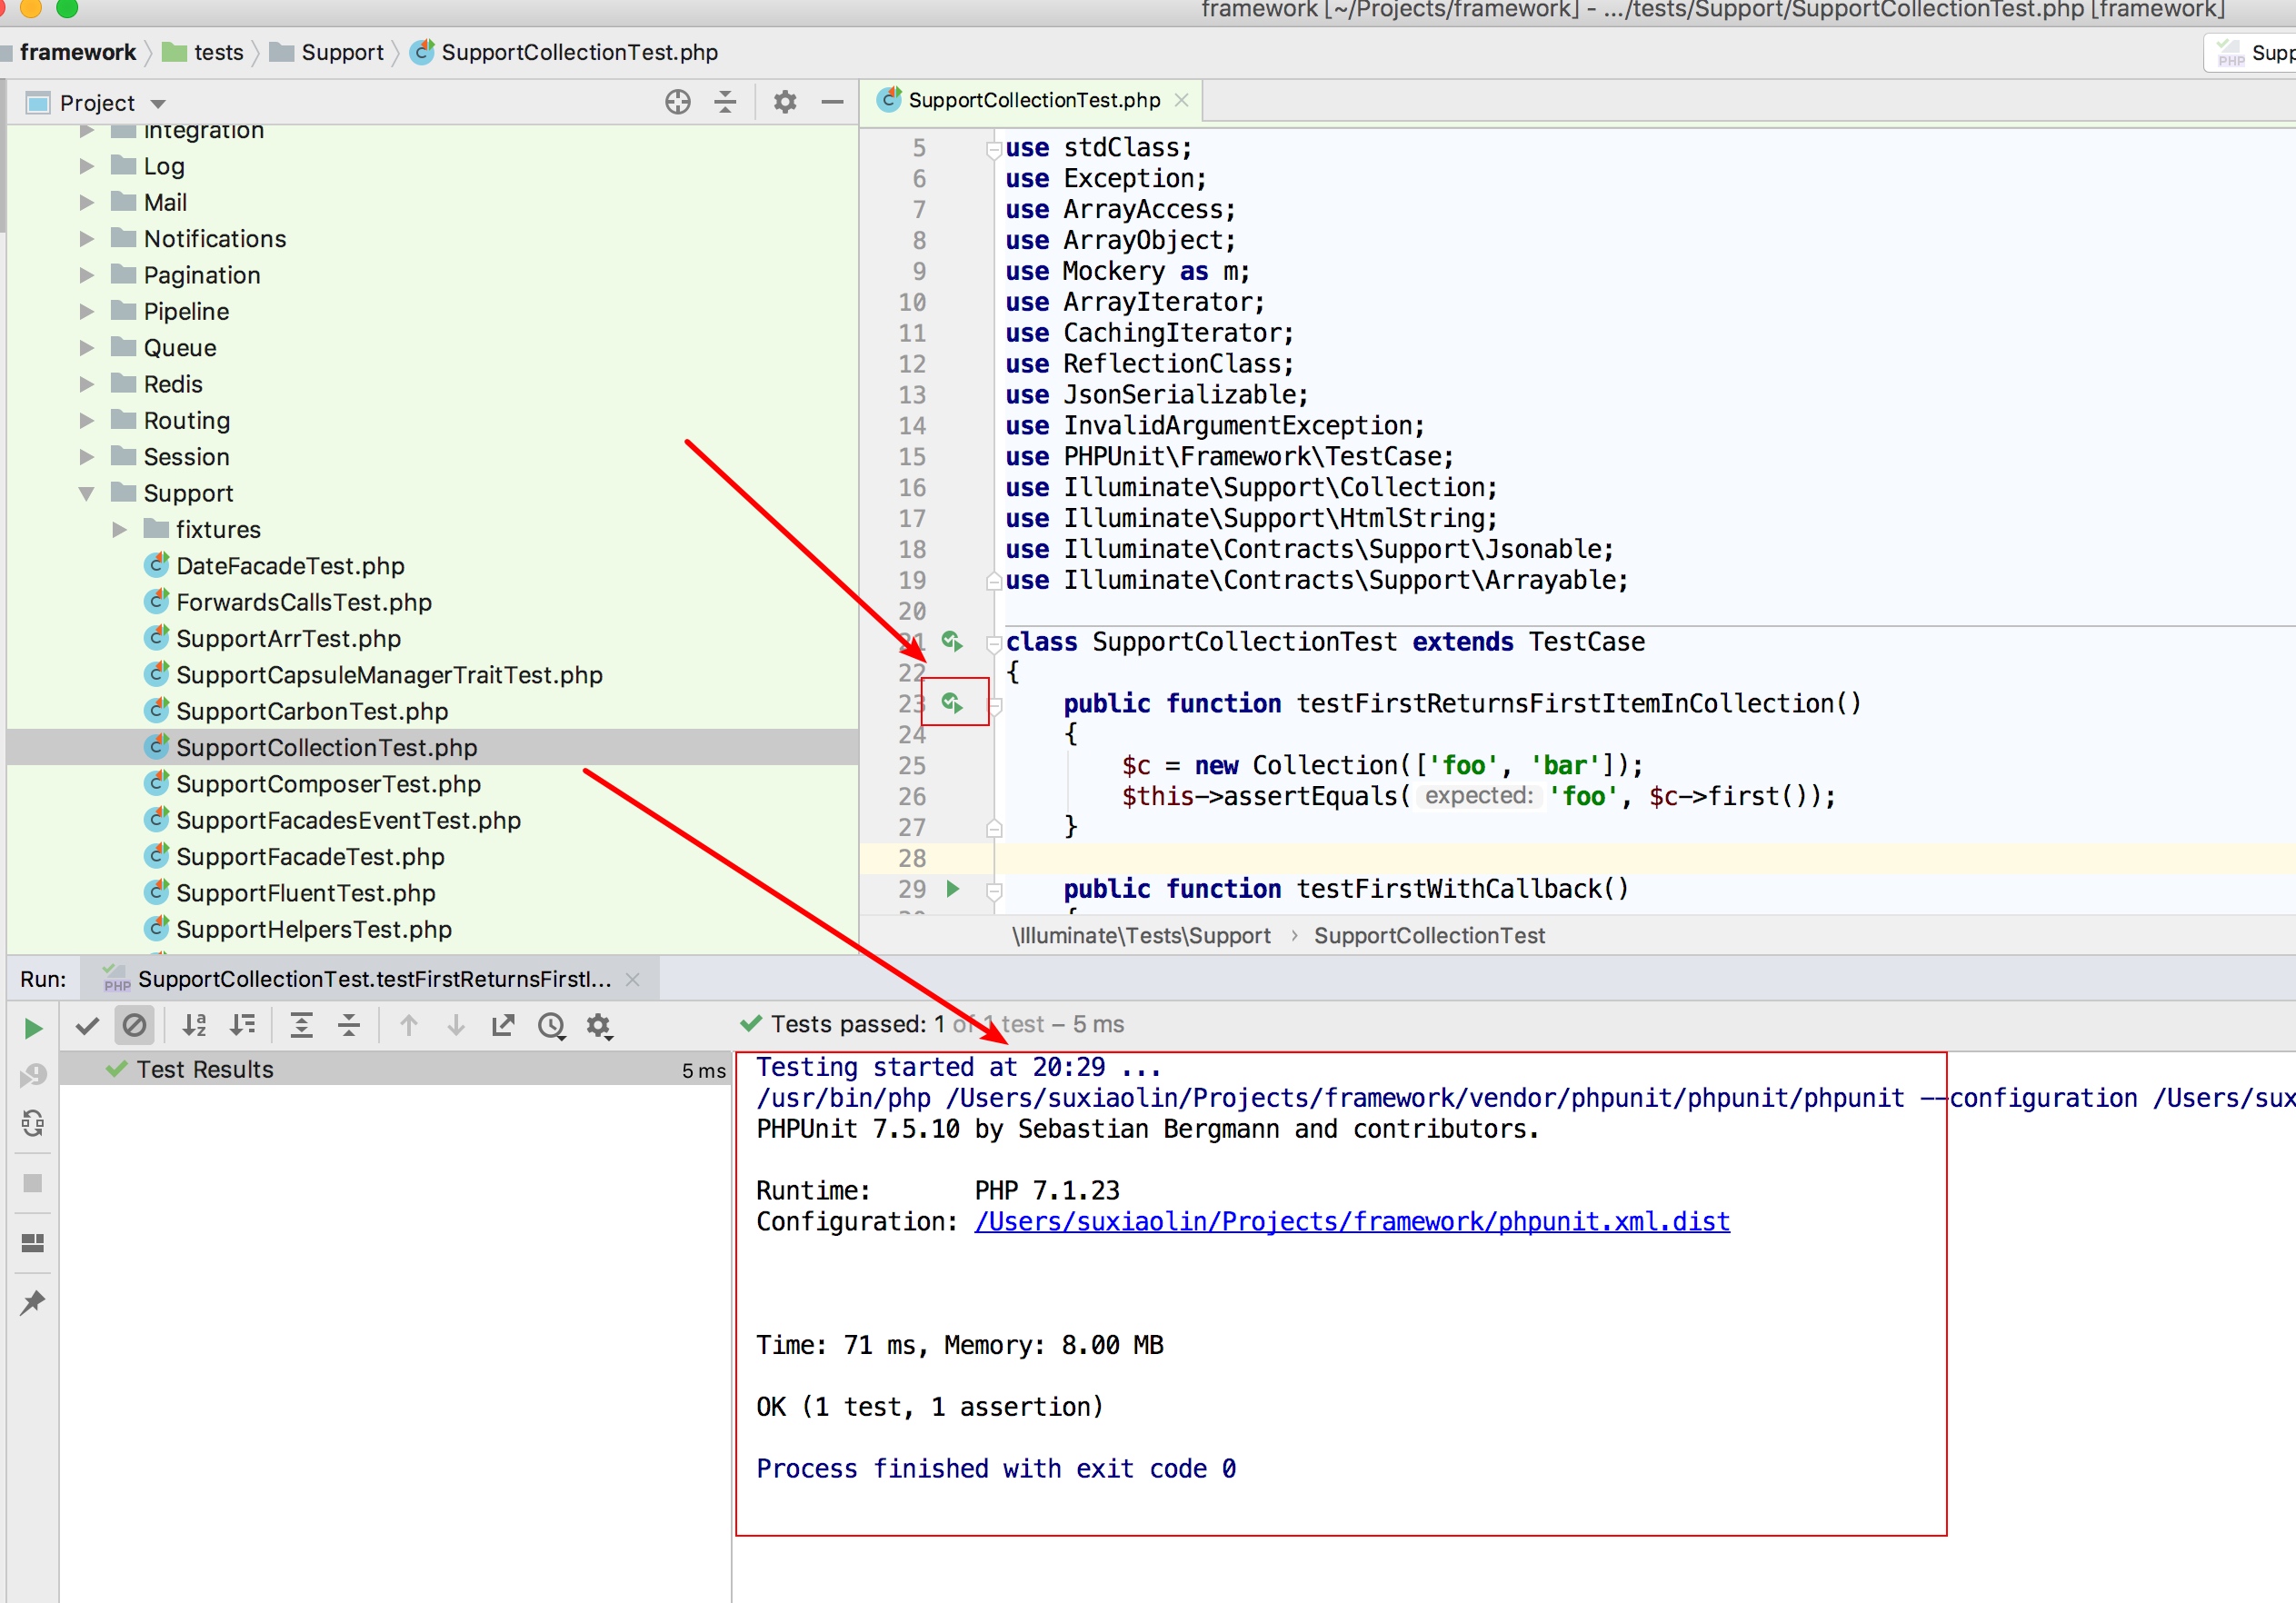 framework [~/Projects/framework] - .../tests/Support/SupportCollectionTest.php [framework]
framework tests Support SupportCollectionTest.php
PHP Supp
Project
SupportCollectionTest.php
integration
Log
Mail
Notifications
Pagination
Pipeline
Queue
Redis
Routing
Session
Support
fixtures
DateFacadeTest.php
ForwardsCallsTest.php
SupportArrTest.php
SupportCapsuleManagerTraitTest.php
SupportCarbonTest.php
SupportCollectionTest.php
SupportComposerTest.php
SupportFacadesEventTest.php
SupportFacadeTest.php
SupportFluentTest.php
SupportHelpersTest.php
5 use stdClass;
6 use Exception;
7 use ArrayAccess;
8 use ArrayObject;
9 use Mockery as m;
10 use ArrayIterator;
11 use CachingIterator;
12 use ReflectionClass;
13 use JsonSerializable;
14 use InvalidArgumentException;
15 use PHPUnit\Framework\TestCase;
16 use Illuminate\Support\Collection;
17 use Illuminate\Support\HtmlString;
18 use Illuminate\Contracts\Support\Jsonable;
19 use Illuminate\Contracts\Support\Arrayable;
20
21 class SupportCollectionTest extends TestCase
22 {
23 public function testFirstReturnsFirstItemInCollection()
24 {
25 $c = new Collection(['foo', 'bar']);
26 $this->assertEquals( expected: 'foo', $c->first());
27 }
28
29 public function testFirstWithCallback()
\Illuminate\Tests\Support › SupportCollectionTest
Run: PHP SupportCollectionTest.testFirstReturnsFirstI...
Tests passed: 1 of 1 test – 5 ms
Test Results 5 ms
Testing started at 20:29 ...
/usr/bin/php /Users/suxiaolin/Projects/framework/vendor/phpunit/phpunit/phpunit --configuration /Users/sux
PHPUnit 7.5.10 by Sebastian Bergmann and contributors.
Runtime: PHP 7.1.23
Configuration: /Users/suxiaolin/Projects/framework/phpunit.xml.dist
Time: 71 ms, Memory: 8.00 MB
OK (1 test, 1 assertion)
Process finished with exit code 0